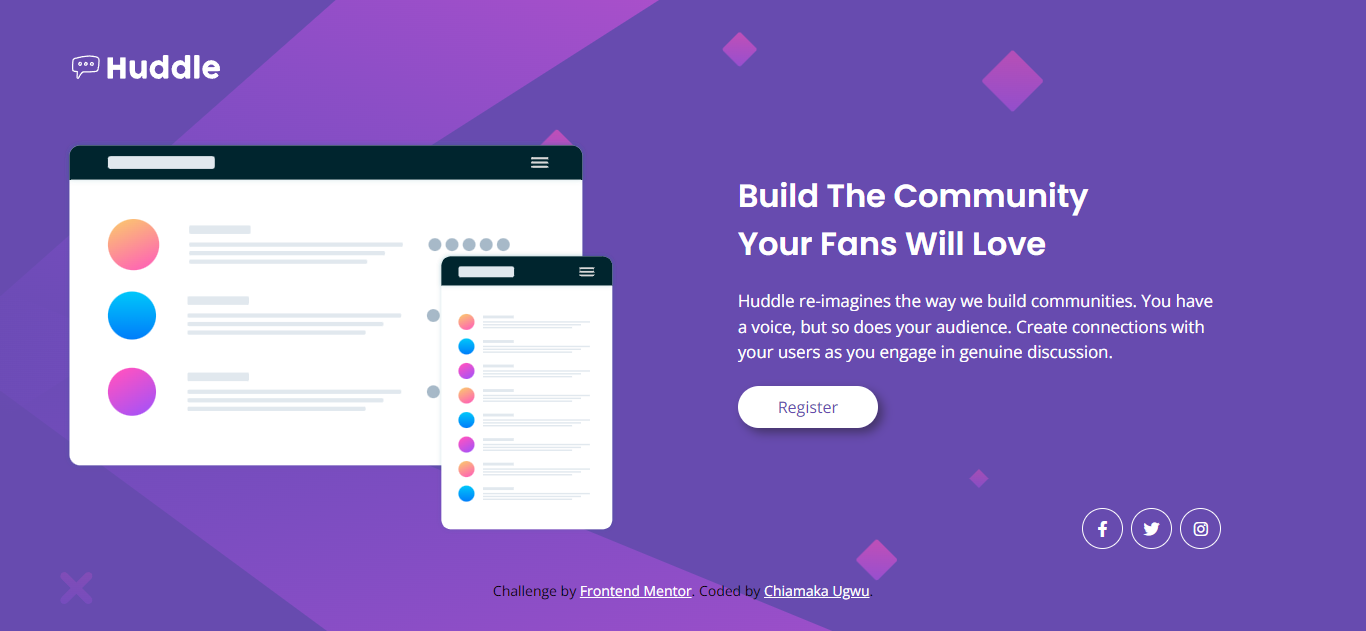 Huddle
Build The Community
Your Fans Will Love
Huddle re-imagines the way we build communities. You have
a voice, but so does your audience. Create connections with
your users as you engage in genuine discussion.
Register
Challenge by Frontend Mentor. Coded by Chiamaka Ugwu.